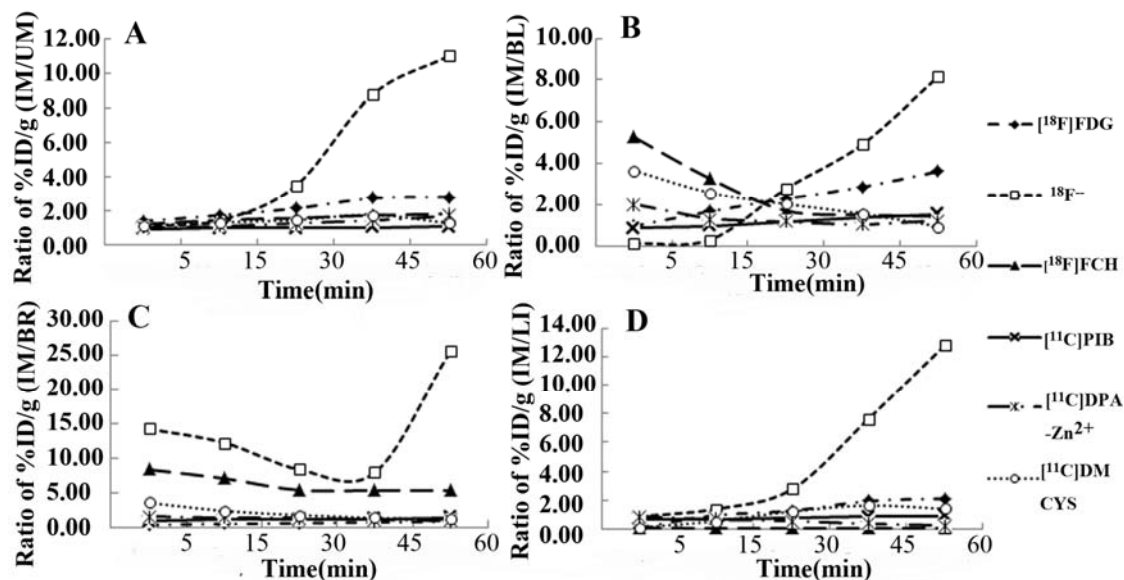 A
Ratio of %ID/g (IM/UM)
12.00
10.00
8.00
6.00
4.00
2.00
0.00
5 15 30 45 60
Time(min)
B
Ratio of %ID/g (IM/BL)
10.00
8.00
6.00
4.00
2.00
0.00
5 15 30 45 60
Time(min)
C
Ratio of %ID/g (IM/BR)
30.00
25.00
20.00
15.00
10.00
5.00
0.00
5 15 30 45 60
Time(min)
D
Ratio of %ID/g (IM/LI)
14.00
12.00
10.00
8.00
6.00
4.00
2.00
0.00
5 15 30 45 60
Time(min)
[¹⁸F]FDG
¹⁸F⁻⁻
[¹⁸F]FCH
[¹¹C]PIB
[¹¹C]DPA
-Zn²⁺
[¹¹C]DM
CYS